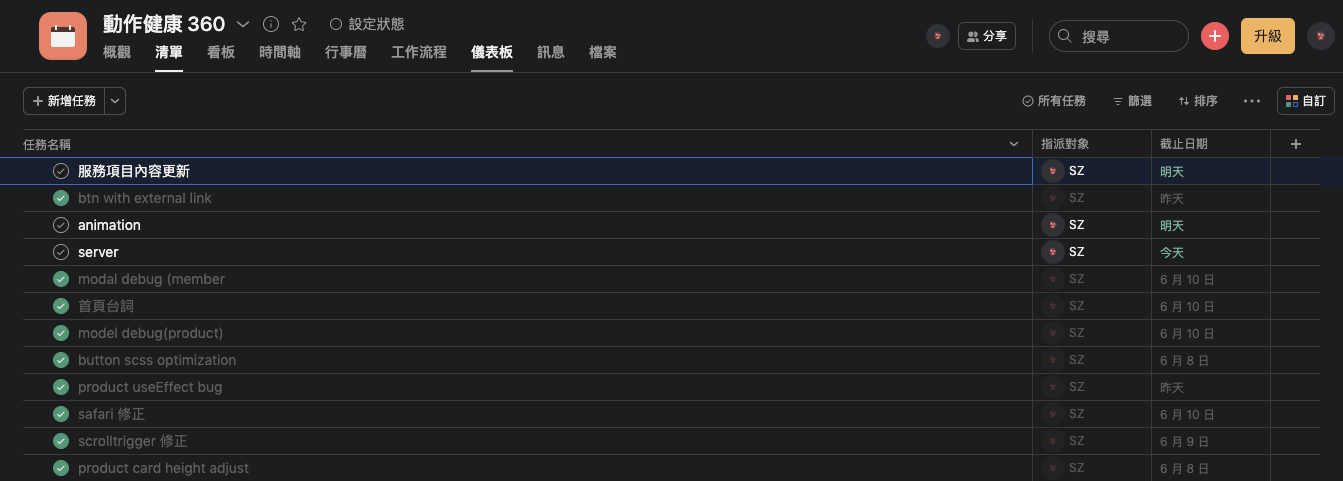 動作健康 360
設定狀態
概觀 清單 看板 時間軸 行事曆 工作流程 儀表板 訊息 檔案
分享
搜尋
升級
新增任務
所有任務 篩選 排序 自訂
任務名稱 指派對象 截止日期
服務項目內容更新 SZ 明天
btn with external link SZ 昨天
animation SZ 明天
server SZ 今天
modal debug (member SZ 6 月 10 日
首頁台詞 SZ 6 月 10 日
model debug(product) SZ 6 月 10 日
button scss optimization SZ 6 月 8 日
product useEffect bug SZ 昨天
safari 修正 SZ 6 月 10 日
scrolltrigger 修正 SZ 6 月 9 日
product card height adjust SZ 6 月 8 日